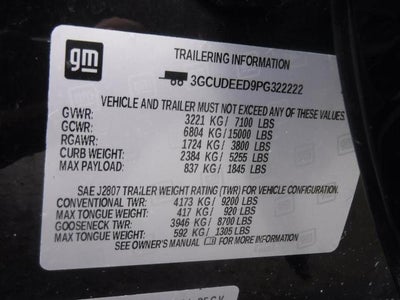 gm
TRAILERING INFORMATION
3GCUDEED9PG322222
VEHICLE AND TRAILER MUST NOT EXCEED ANY OF THESE VALUES
GVWR: 3221 KG/ 7100 LBS
GCWR: 6804 KG/15000 LBS
RGAWR: 1724 KG/ 3800 LBS
CURB WEIGHT: 2384 KG/ 5255 LBS
MAX PAYLOAD: 837 KG/ 1845 LBS
SAE J2807 TRAILER WEIGHT RATING (TWR) FOR VEHICLE CONFIGURATION.
CONVENTIONAL TWR: 4173 KG/ 9200 LBS
MAX TONGUE WEIGHT: 417 KG/ 920 LBS
GOOSENECK TWR: 3946 KG/ 8700 LBS
MAX TONGUE WEIGHT: 592 KG/ 1305 LBS
SEE OWNER'S MANUAL FOR MORE INFORMATION.